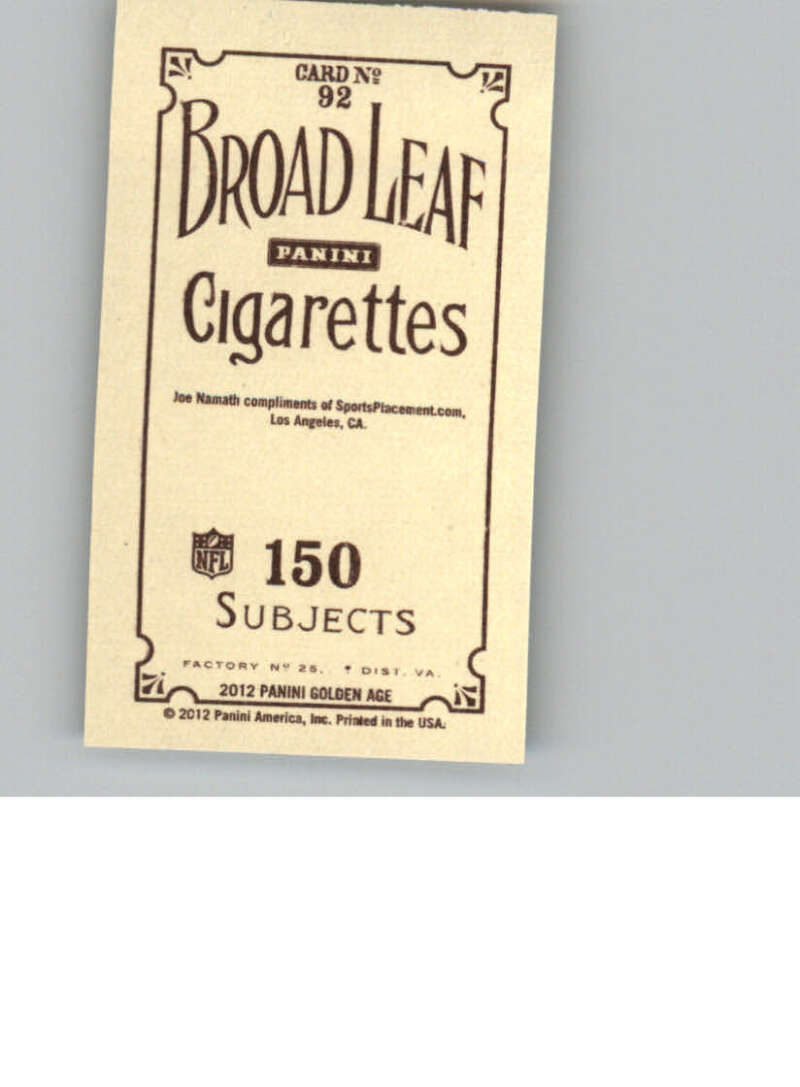 CARD Nº
92
BROAD LEAF
PANINI
Cigarettes
Joe Namath compliments of SportsPlacement.com,
Los Angeles, CA.
NFL
150
SUBJECTS
FACTORY Nº 25. DIST. VA.
2012 PANINI GOLDEN AGE
© 2012 Panini America, Inc. Printed in the USA.